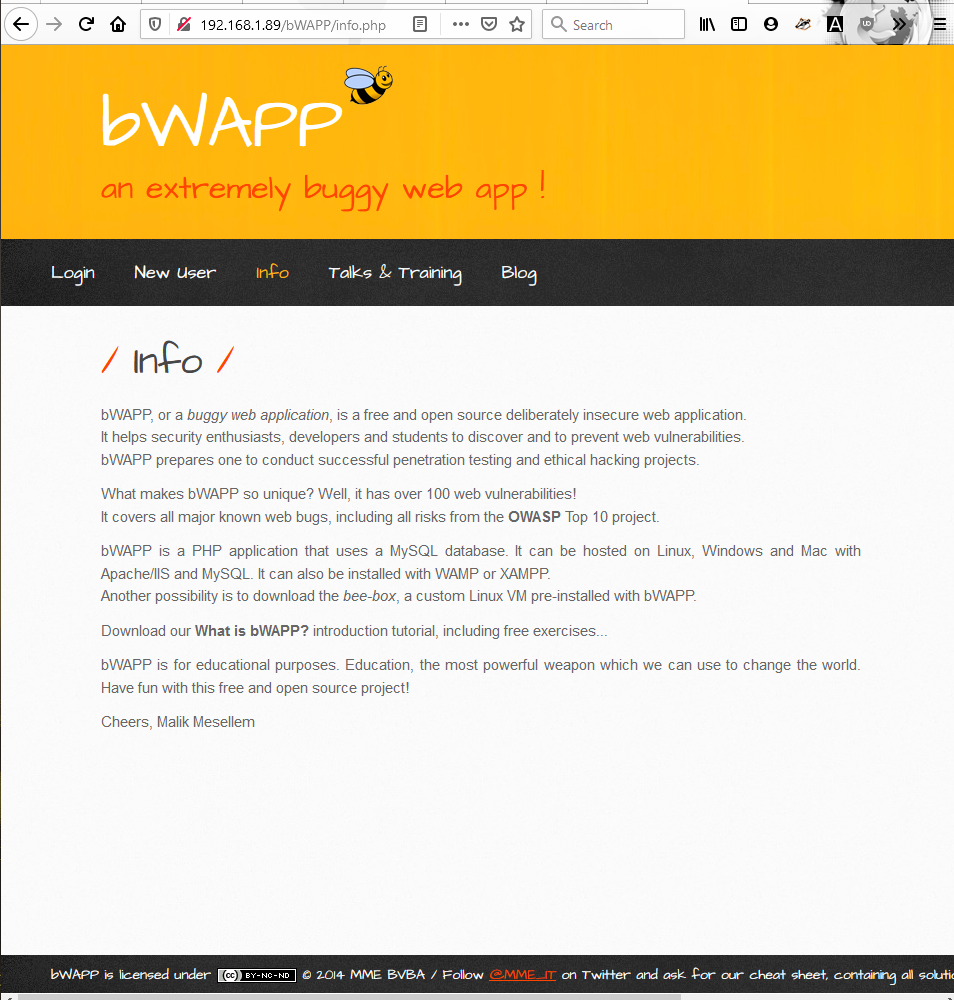 192.168.1.89/bWAPP/info.php
Search
A
bWAPP
an extremely buggy web app !
Login New User Info Talks & Training Blog
/ Info /
bWAPP, or a buggy web application, is a free and open source deliberately insecure web application.
It helps security enthusiasts, developers and students to discover and to prevent web vulnerabilities.
bWAPP prepares one to conduct successful penetration testing and ethical hacking projects.
What makes bWAPP so unique? Well, it has over 100 web vulnerabilities!
It covers all major known web bugs, including all risks from the OWASP Top 10 project.
bWAPP is a PHP application that uses a MySQL database. It can be hosted on Linux, Windows and Mac with
Apache/IIS and MySQL. It can also be installed with WAMP or XAMPP.
Another possibility is to download the bee-box, a custom Linux VM pre-installed with bWAPP.
Download our What is bWAPP? introduction tutorial, including free exercises...
bWAPP is for educational purposes. Education, the most powerful weapon which we can use to change the world.
Have fun with this free and open source project!
Cheers, Malik Mesellem
bWAPP is licensed under cc BY-NC-ND © 2014 MME BVBA / Follow @MME_IT on Twitter and ask for our cheat sheet, containing all